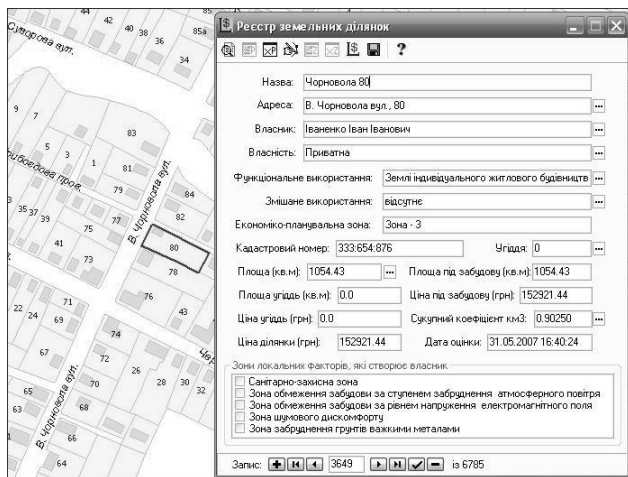 Реєстр земельних ділянок
Назва: Чорновола 80
Адреса: В. Чорновола вул., 80
Власник: Іваненко Іван Іванович
Власність: Приватна
Функціональне використання: Землі індивідуального житлового будівництв
Змішане використання: відсутнє
Економіко-планувальна зона: Зона - 3
Кадастровий номер: 333:654:876 Угіддя: 0
Площа (кв.м): 1054.43 Площа під забудову (кв.м): 1054.43
Площа угідь (кв.м) 0.0 Ціна під забудову (грн): 152921.44
Ціна угідь (грн): 0.0 Сукупний коефіцієнт км3: 0.90250
Ціна ділянки (грн): 152921.44 Дата оцінки: 31.05.2007 16:40:24
Зони локальних факторів, які створює власник
Санітарно-захисна зона
Зона обмеження забудови за ступенем забруднення атмосферного повітря
Зона обмеження забудови за рівнем напруження електромагнітного поля
Зона шумового дискомфорту
Зона забруднення грунтів важкими металами
Запис: 3649 із 6785
Суворова вул.
44
42
40
38
36
85а
34
9
7
5
3
1
83
81
79
84
82
80
78
76
В. Чорновола вул.
39
37
35
41
77
75
73
43
71
69
67
22
24
74
72
70
68
66
64
26
28
30
32
65
63
В. Чорновола вул.